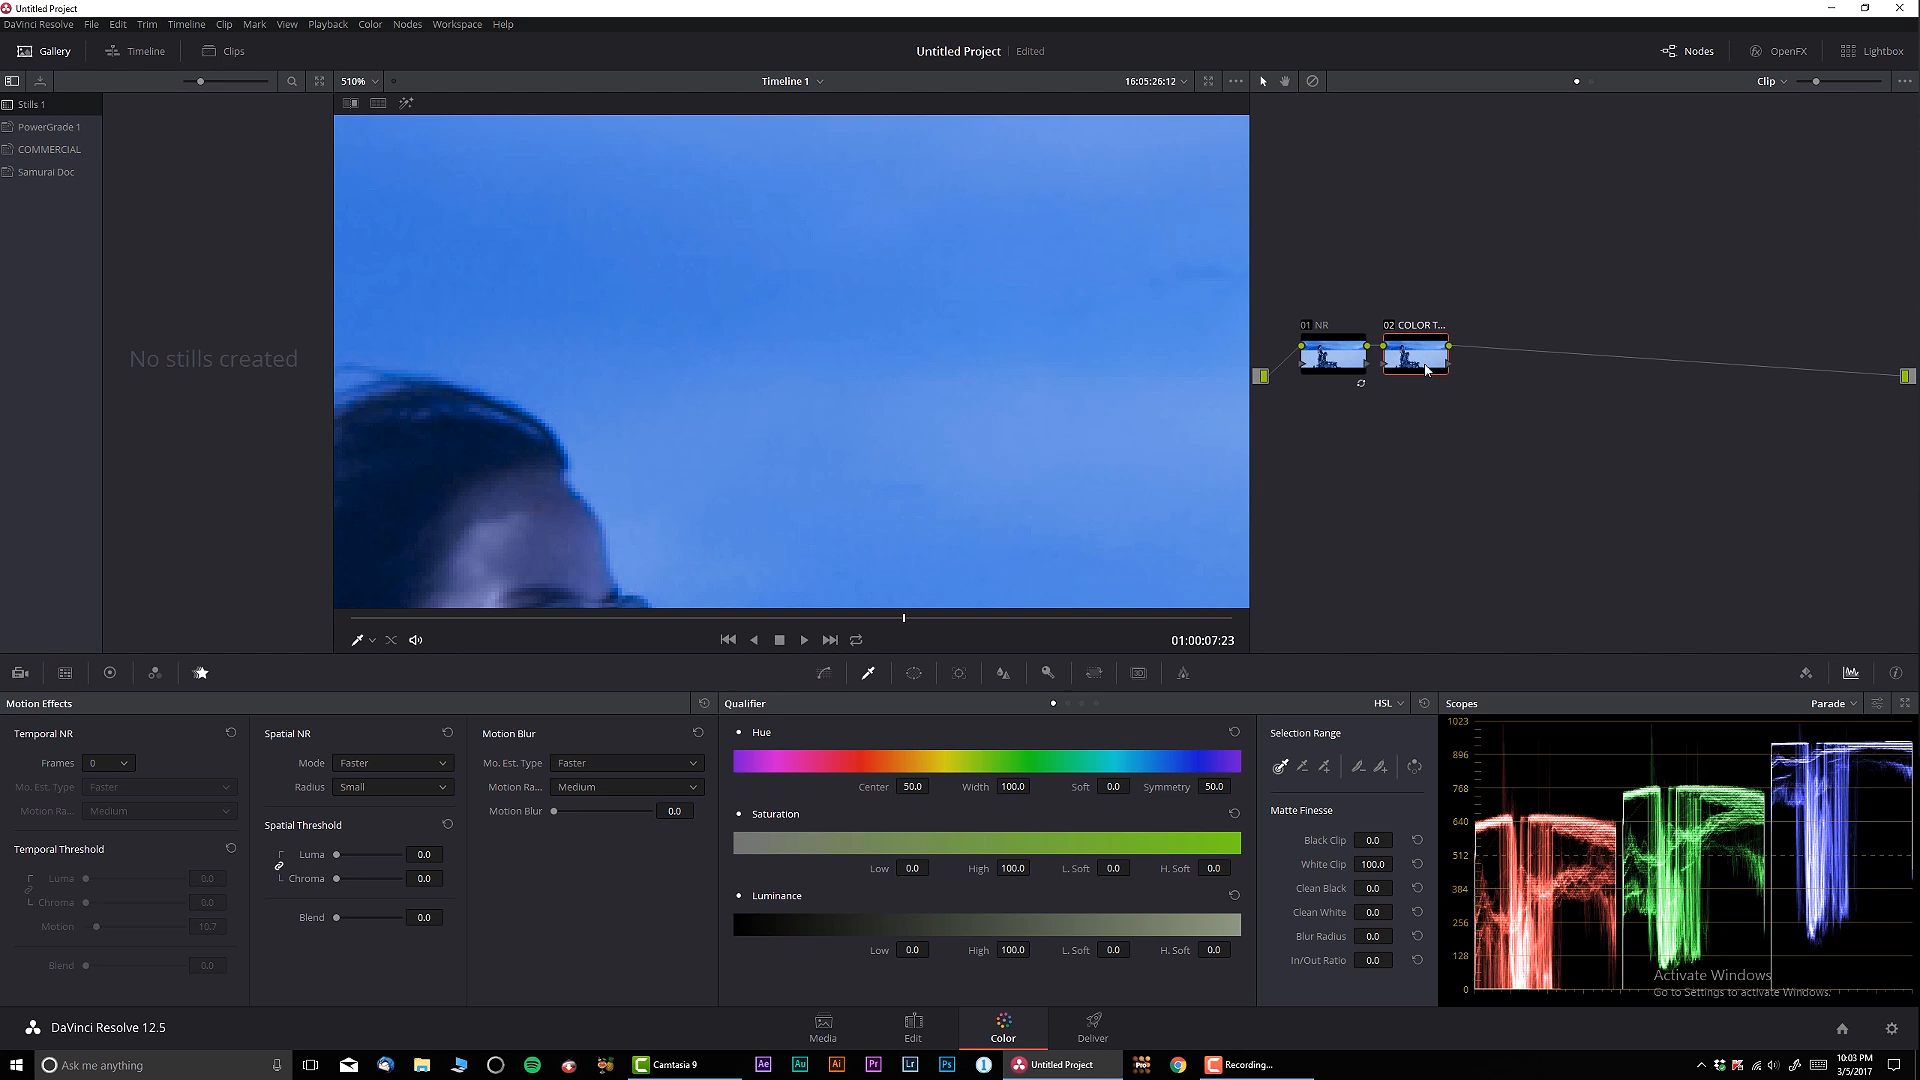 Untitled Project
DaVinci Resolve File Edit Trim Timeline Clip Mark View Playback Color Nodes Workspace Help
Gallery Timeline Clips Untitled Project Edited Nodes OpenFX Lightbox
510% Timeline 1 16:05:26:12 Clip
Stills 1
PowerGrade 1
COMMERCIAL
Samurai Doc
No stills created
01 NR 02 COLOR T...
01:00:07:23
Motion Effects Qualifier HSL Scopes Parade
Temporal NR Spatial NR Motion Blur Hue Selection Range
Frames 0 Mode Faster Mo. Est. Type Faster
Mo. Est. Type Faster Radius Small Motion Ra... Medium Center 50.0 Width 100.0 Soft 0.0 Symmetry 50.0
Motion Ra... Medium Motion Blur 0.0
Spatial Threshold Saturation Matte Finesse
Temporal Threshold Luma 0.0 Black Clip 0.0
Luma 0.0 Chroma 0.0 Low 0.0 High 100.0 L. Soft 0.0 H. Soft 0.0 White Clip 100.0
Chroma 0.0 Luminance Clean Black 0.0
Motion 10.7 Blend 0.0 Clean White 0.0
Blur Radius 0.0
Blend 0.0 Low 0.0 High 100.0 L. Soft 0.0 H. Soft 0.0 In/Out Ratio 0.0
1023
896
768
640
512
384
256
128
0
Activate Windows
Go to Settings to activate Windows.
DaVinci Resolve 12.5 Media Edit Color Deliver
Ask me anything Camtasia 9 Ae Au Ai Pr Lr Ps Untitled Project Recording... 10:03 PM
3/5/2017